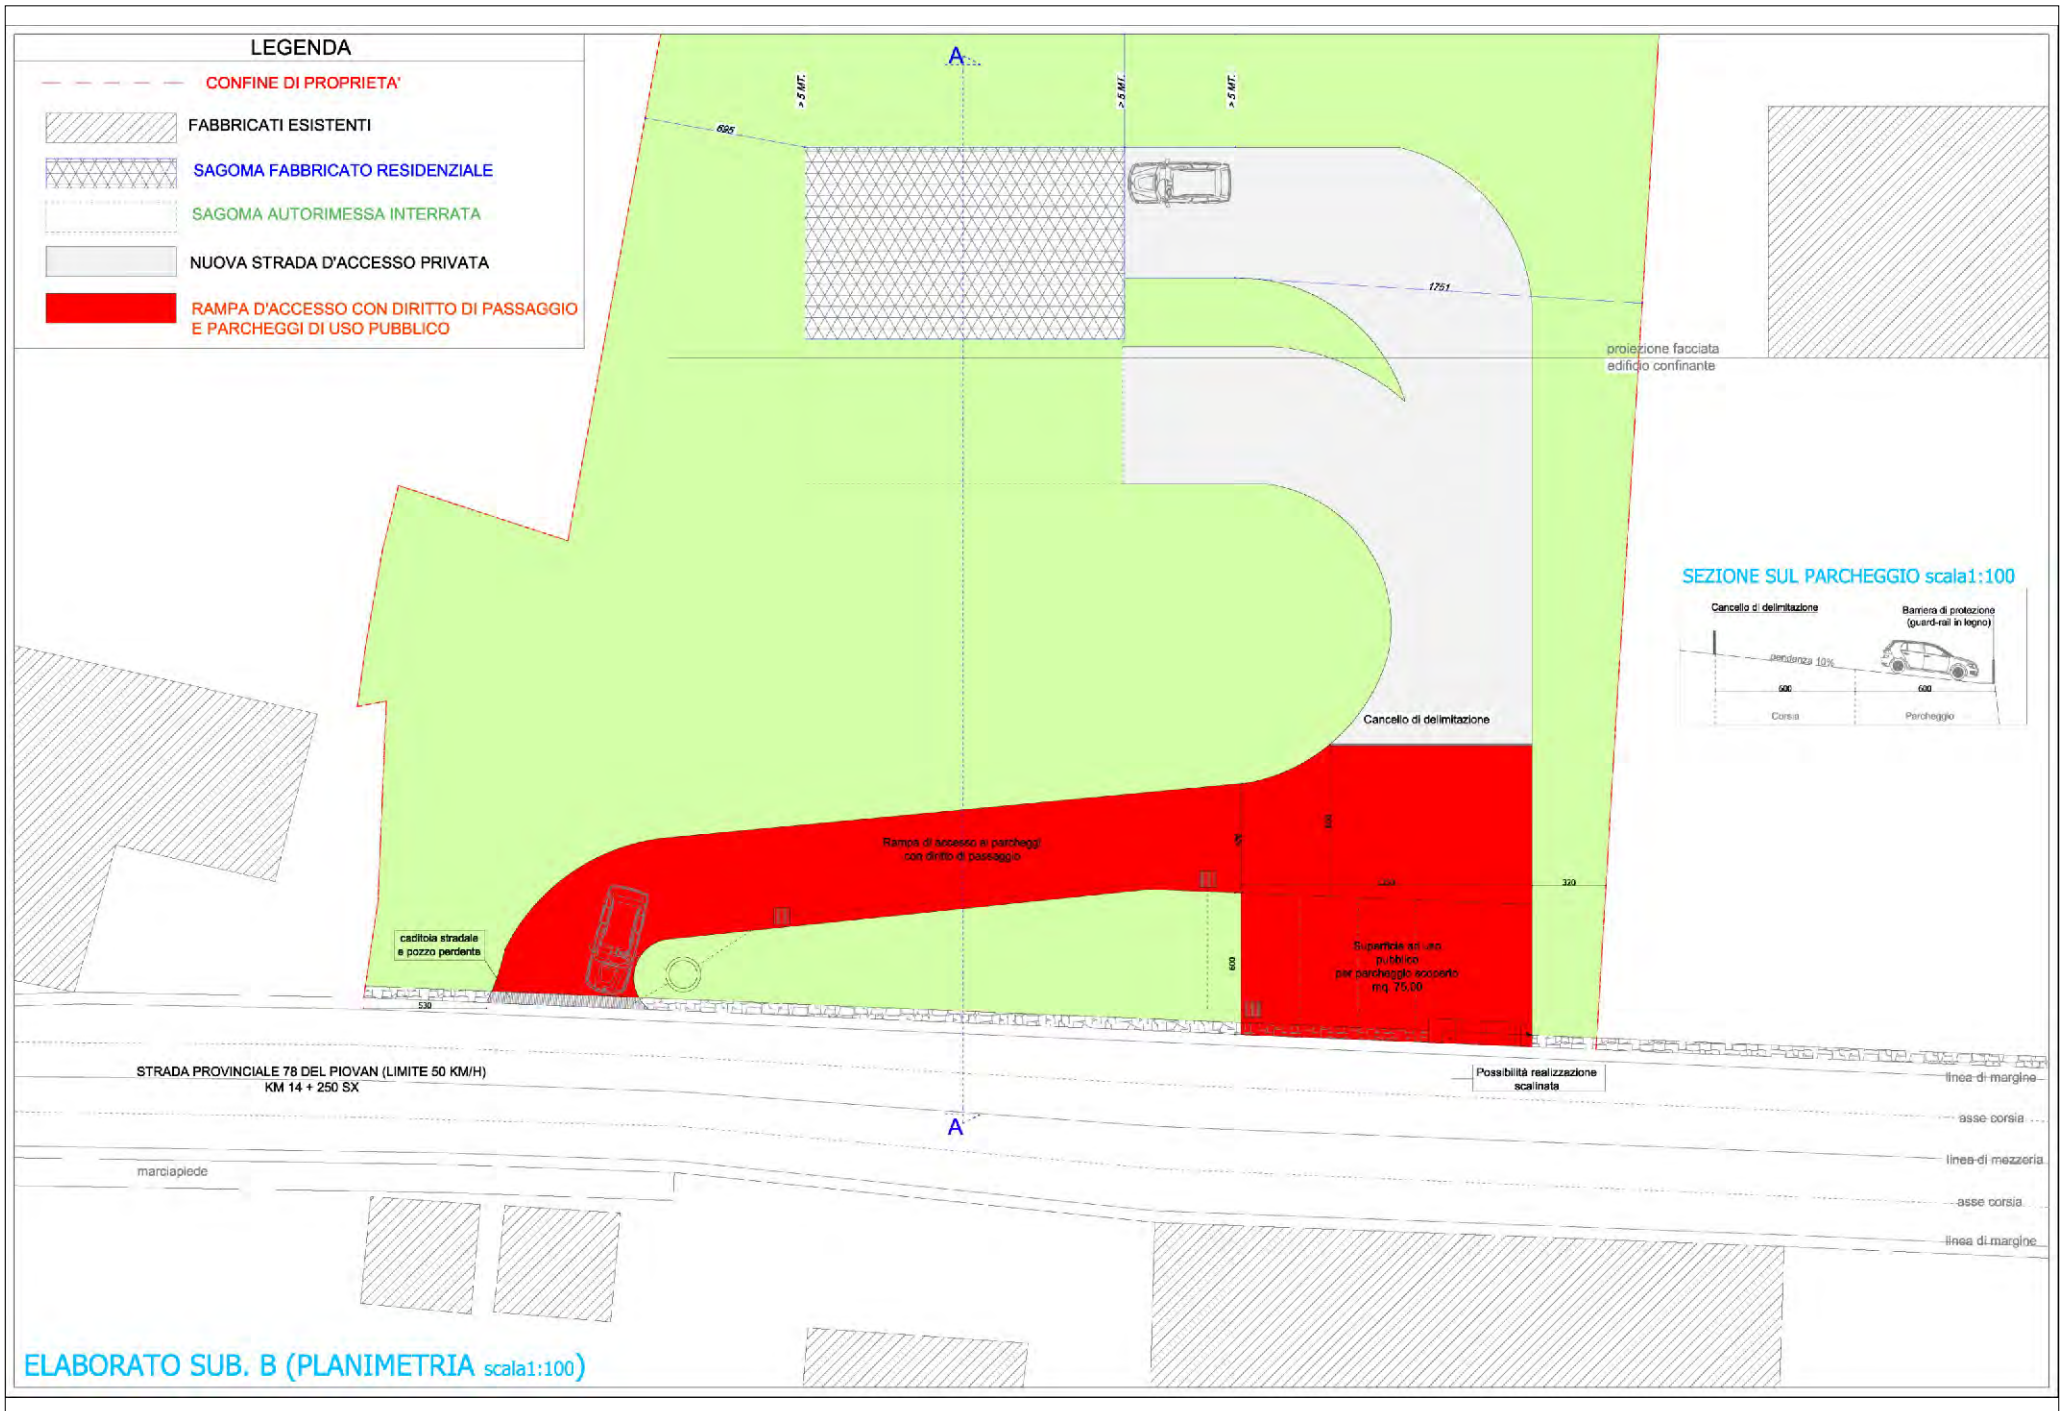 LEGENDA
CONFINE DI PROPRIETA'
FABBRICATI ESISTENTI
SAGOMA FABBRICATO RESIDENZIALE
SAGOMA AUTORIMESSA INTERRATA
NUOVA STRADA D'ACCESSO PRIVATA
RAMPA D'ACCESSO CON DIRITTO DI PASSAGGIO
E PARCHEGGI DI USO PUBBLICO
A
> 5 MT.
> 5 MT.
> 5 MT.
695
1751
proiezione facciata
edificio confinante
SEZIONE SUL PARCHEGGIO scala1:100
Cancello di delimitazione
Barriera di protezione
(guard-rail in legno)
pendenza 10%
600
600
Corsia
Parcheggio
Cancello di delimitazione
Rampa di accesso ai parcheggi
con diritto di passaggio
320
600
Superficie ad uso
pubblico
per parcheggio scoperto
mq. 75,00
caditoia stradale
e pozzo perdente
530
STRADA PROVINCIALE 78 DEL PIOVAN (LIMITE 50 KM/H)
KM 14 + 250 SX
Possibilità realizzazione
scalinata
linea di margine
asse corsia
linea di mezzeria
asse corsia
linea di margine
A
marciapiede
ELABORATO SUB. B (PLANIMETRIA scala1:100)